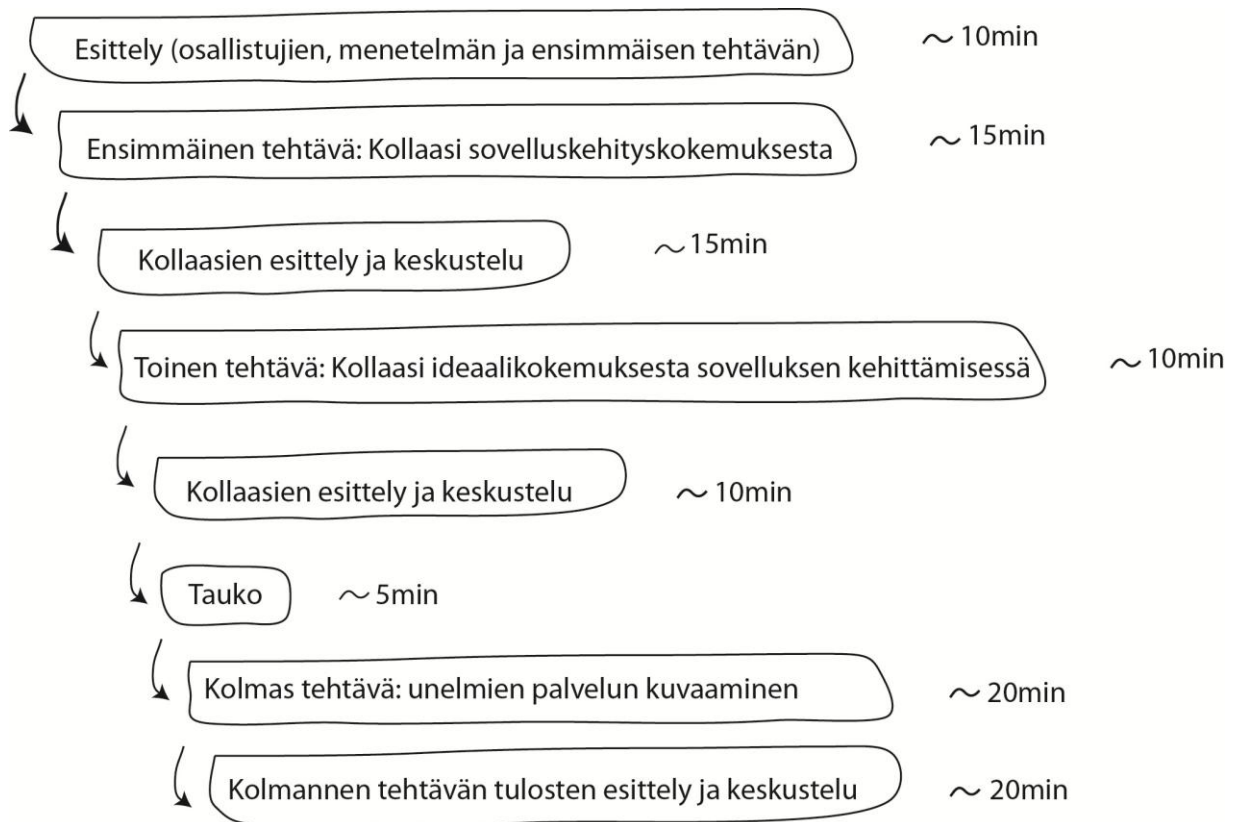 Esittely (osallistujien, menetelmän ja ensimmäisen tehtävän) ~ 10min
Ensimmäinen tehtävä: Kollaasi sovelluskehityskokemuksesta ~ 15min
Kollaasien esittely ja keskustelu ~ 15min
Toinen tehtävä: Kollaasi ideaalikokemuksesta sovelluksen kehittämisessä ~ 10min
Kollaasien esittely ja keskustelu ~ 10min
Tauko ~ 5min
Kolmas tehtävä: unelmien palvelun kuvaaminen ~ 20min
Kolmannen tehtävän tulosten esittely ja keskustelu ~ 20min